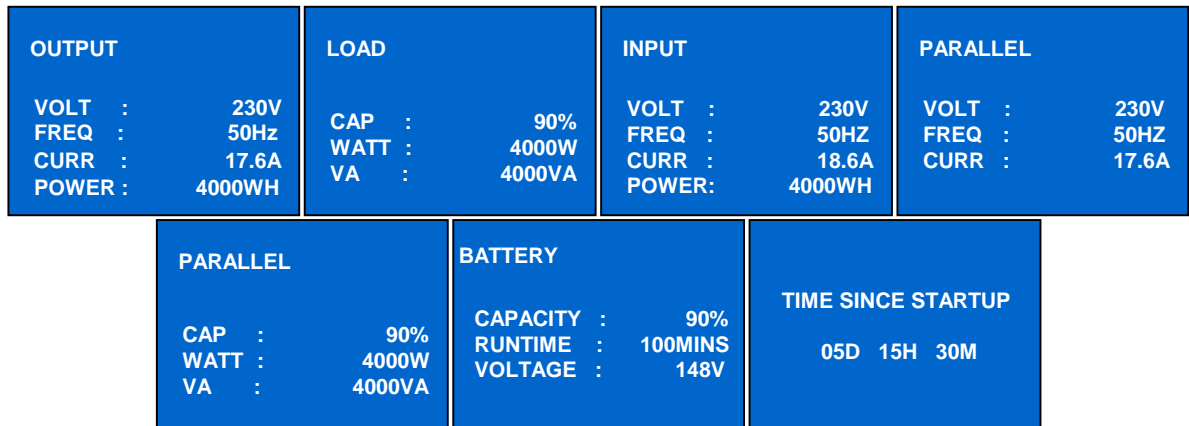 OUTPUT
VOLT : 230V
FREQ : 50Hz
CURR : 17.6A
POWER : 4000WH
LOAD
CAP : 90%
WATT : 4000W
VA : 4000VA
INPUT
VOLT : 230V
FREQ : 50HZ
CURR : 18.6A
POWER: 4000WH
PARALLEL
VOLT : 230V
FREQ : 50HZ
CURR : 17.6A
PARALLEL
CAP : 90%
WATT : 4000W
VA : 4000VA
BATTERY
CAPACITY : 90%
RUNTIME : 100MINS
VOLTAGE : 148V
TIME SINCE STARTUP
05D 15H 30M